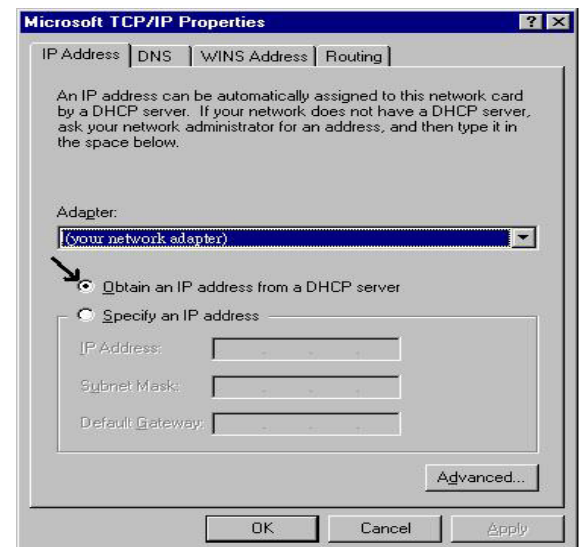 Microsoft TCP/IP Properties
IP Address DNS WINS Address Routing
An IP address can be automatically assigned to this network card
by a DHCP server. If your network does not have a DHCP server,
ask your network administrator for an address, and then type it in
the space below.
Adapter:
(your network adapter)
Obtain an IP address from a DHCP server
Specify an IP address
IP Address:
Subnet Mask:
Default Gateway:
Advanced...
OK Cancel Apply